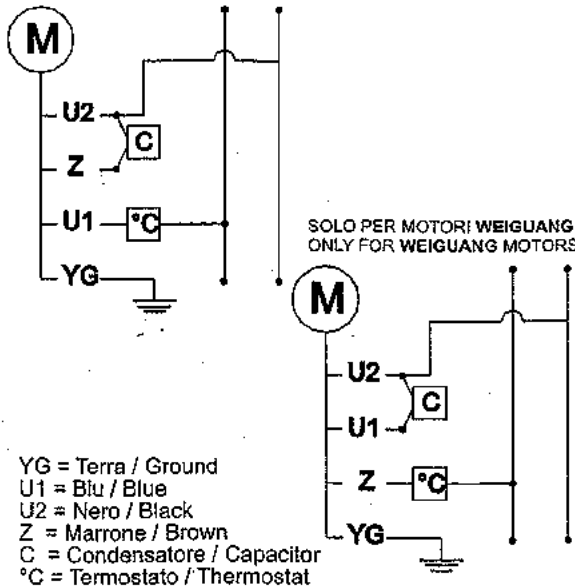 M
U2
C
Z
U1
°C
YG
SOLO PER MOTORI WEIGUANG
ONLY FOR WEIGUANG MOTORS
M
U2
C
U1
Z
°C
YG
YG = Terra / Ground
U1 = Blu / Blue
U2 = Nero / Black
Z = Marrone / Brown
C = Condensatore / Capacitor
°C = Termostato / Thermostat